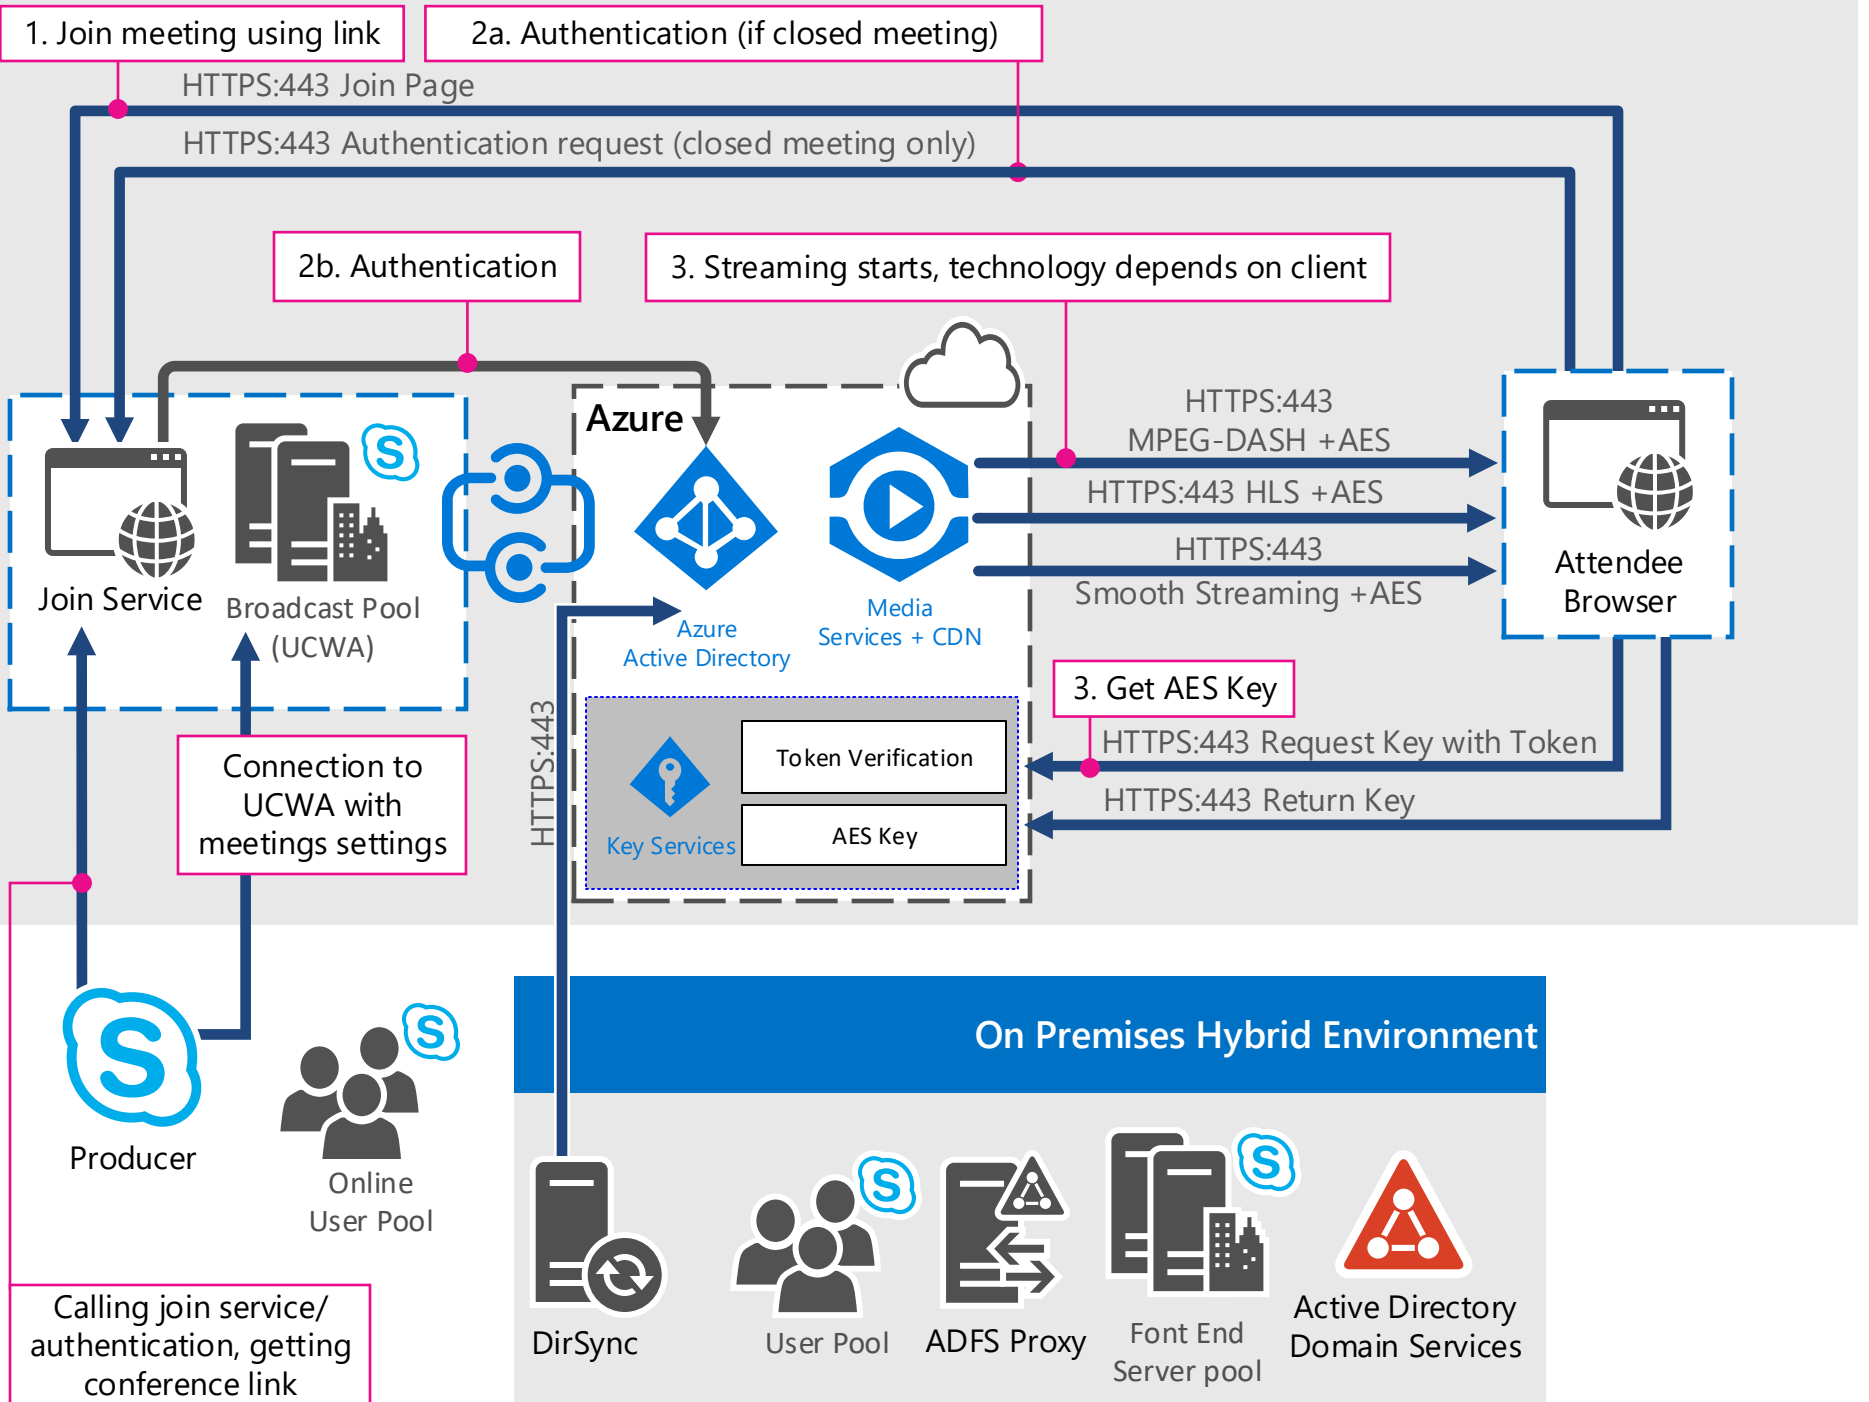 1. Join meeting using link
2a. Authentication (if closed meeting)
HTTPS:443 Join Page
HTTPS:443 Authentication request (closed meeting only)
2b. Authentication
3. Streaming starts, technology depends on client
Azure
HTTPS:443
MPEG-DASH +AES
HTTPS:443 HLS +AES
HTTPS:443
Smooth Streaming +AES
Attendee
Browser
Join Service
Broadcast Pool
(UCWA)
Azure
Active Directory
Media
Services + CDN
3. Get AES Key
HTTPS:443 Request Key with Token
HTTPS:443 Return Key
Connection to
UCWA with
meetings settings
HTTPS:443
Key Services
Token Verification
AES Key
Producer
Online
User Pool
On Premises Hybrid Environment
Calling join service/
authentication, getting
conference link
DirSync
User Pool
ADFS Proxy
Font End
Server pool
Active Directory
Domain Services